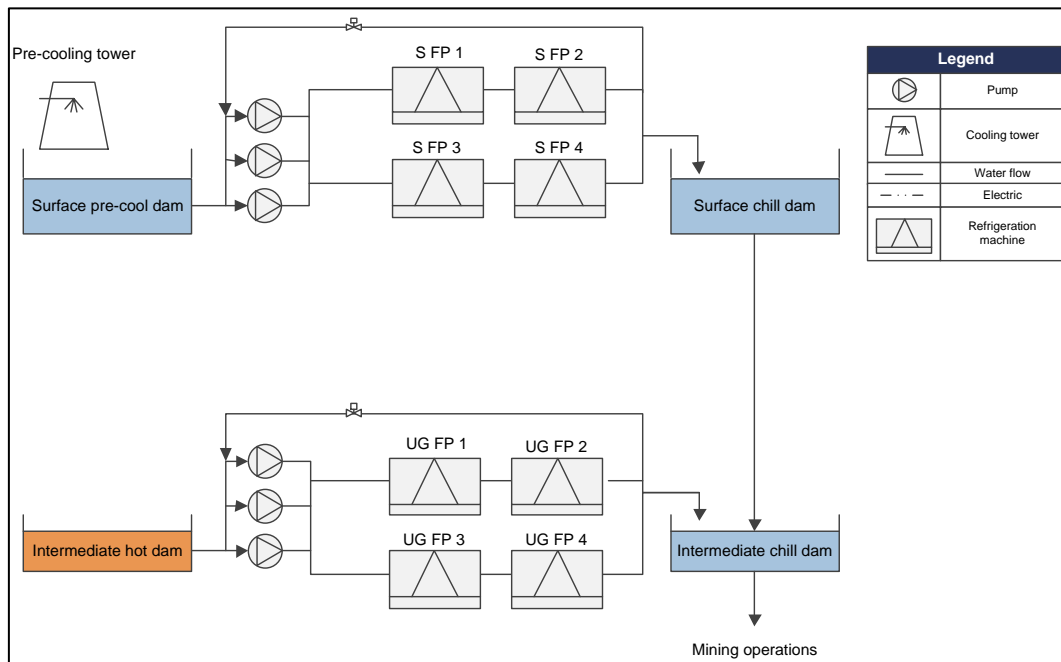 Pre-cooling tower
S FP 1
S FP 2
S FP 3
S FP 4
Surface pre-cool dam
Surface chill dam
Legend
Pump
Cooling tower
Water flow
Electric
Refrigeration
machine
UG FP 1
UG FP 2
UG FP 3
UG FP 4
Intermediate hot dam
Intermediate chill dam
Mining operations